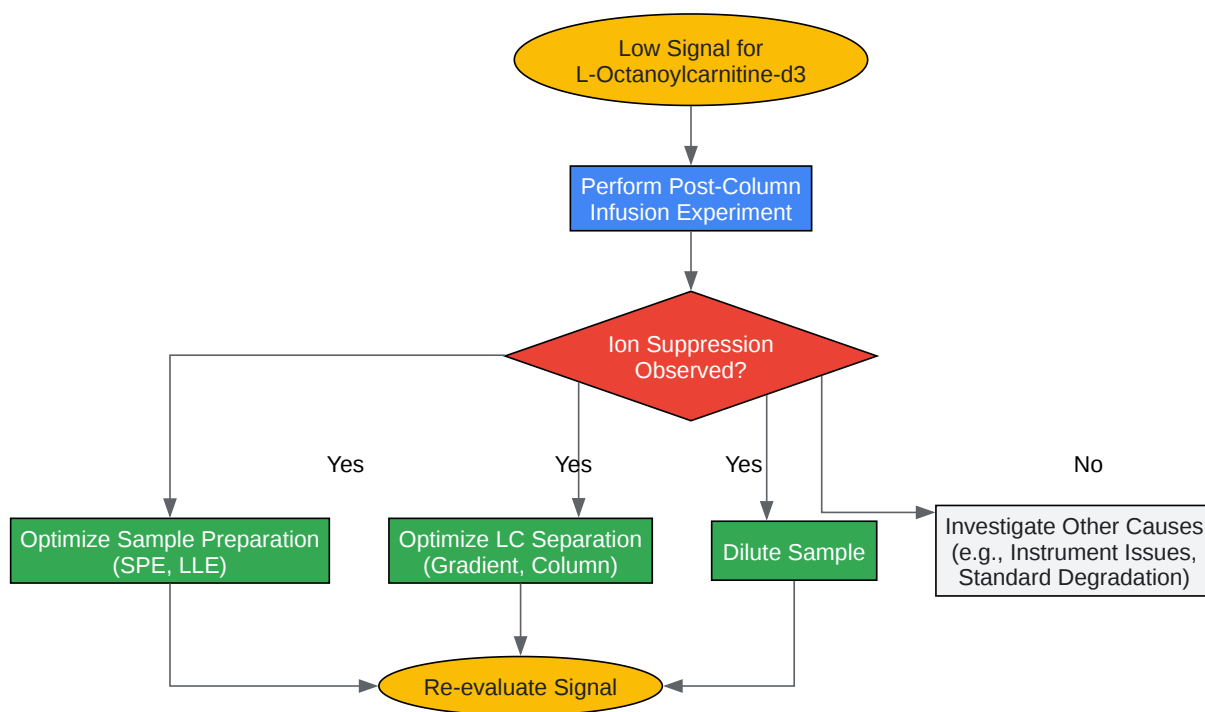 Low Signal for
L-Octanoylcarnitine-d3
Perform Post-Column
Infusion Experiment
Ion Suppression
Observed?
Yes
Yes
Yes
No
Optimize Sample Preparation
(SPE, LLE)
Optimize LC Separation
(Gradient, Column)
Dilute Sample
Investigate Other Causes
(e.g., Instrument Issues,
Standard Degradation)
Re-evaluate Signal